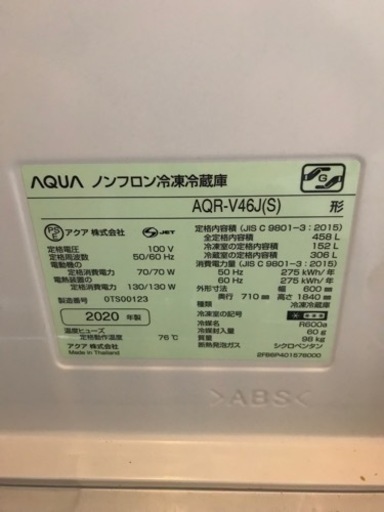 AQUA ノンフロン冷凍冷蔵庫
AQR-V46J(S) 形
PS E アクア 株式会社 S JET
定格電圧 100 V
定格周波数 50/60 Hz
電動機の
定格消費電力 70/70 W
電熱装置の
定格消費電力 130/130 W
製造番号 0TS00123
2020 年製
温度ヒューズ
定格動作温度 76℃
アクア 株式会社
Made in Thailand
定格内容積 (JIS C 9801-3:2015)
全定格内容積 458 L
冷凍室の定格内容積 152 L
冷蔵室の定格内容積 306 L
消費電力量 (JIS C 9801-3:2015)
50 Hz 275 kWh/年
60 Hz 275 kWh/年
外形寸法 幅 600 mm
奥行 710 mm 高さ 1840 mm
種類 冷凍冷蔵庫
冷凍室の記号
冷媒 R600a
冷媒封入量 60 g
質量 98 kg
断熱発泡ガス シクロペンタン
>ABS<